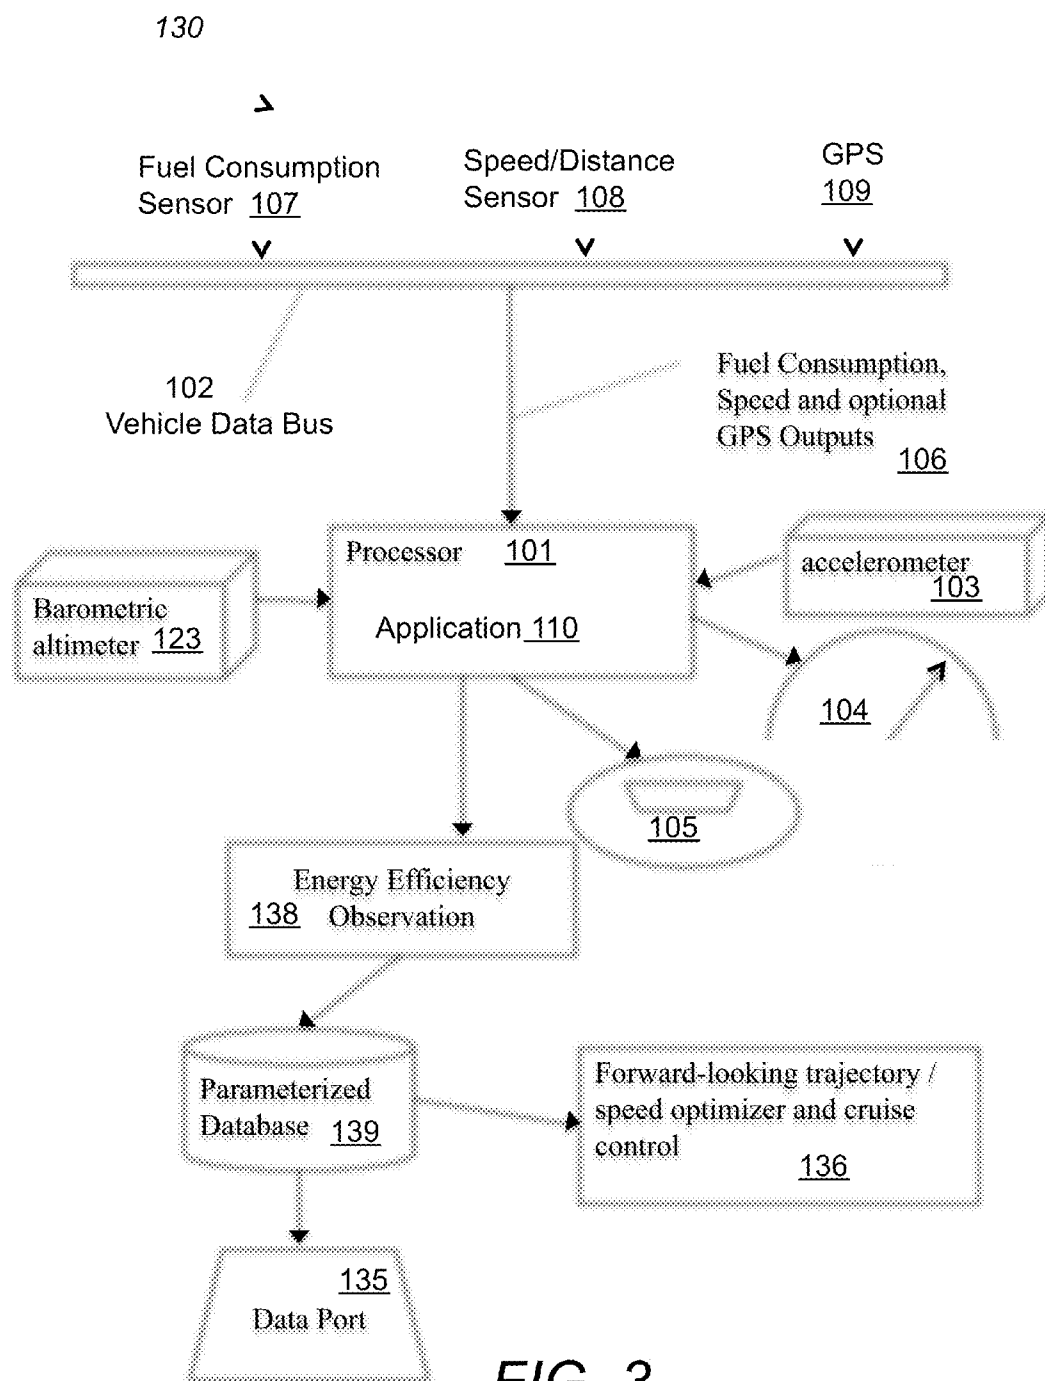 130
Fuel Consumption
Sensor 107
Speed/Distance
Sensor 108
GPS
109
102
Vehicle Data Bus
Fuel Consumption,
Speed and optional
GPS Outputs
106
Processor 101
Application 110
accelerometer
103
Barometric
altimeter 123
104
105
Energy Efficiency
138 Observation
Parameterized
Database 139
Forward-looking trajectory /
speed optimizer and cruise
control
136
135
Data Port
FIG. 3